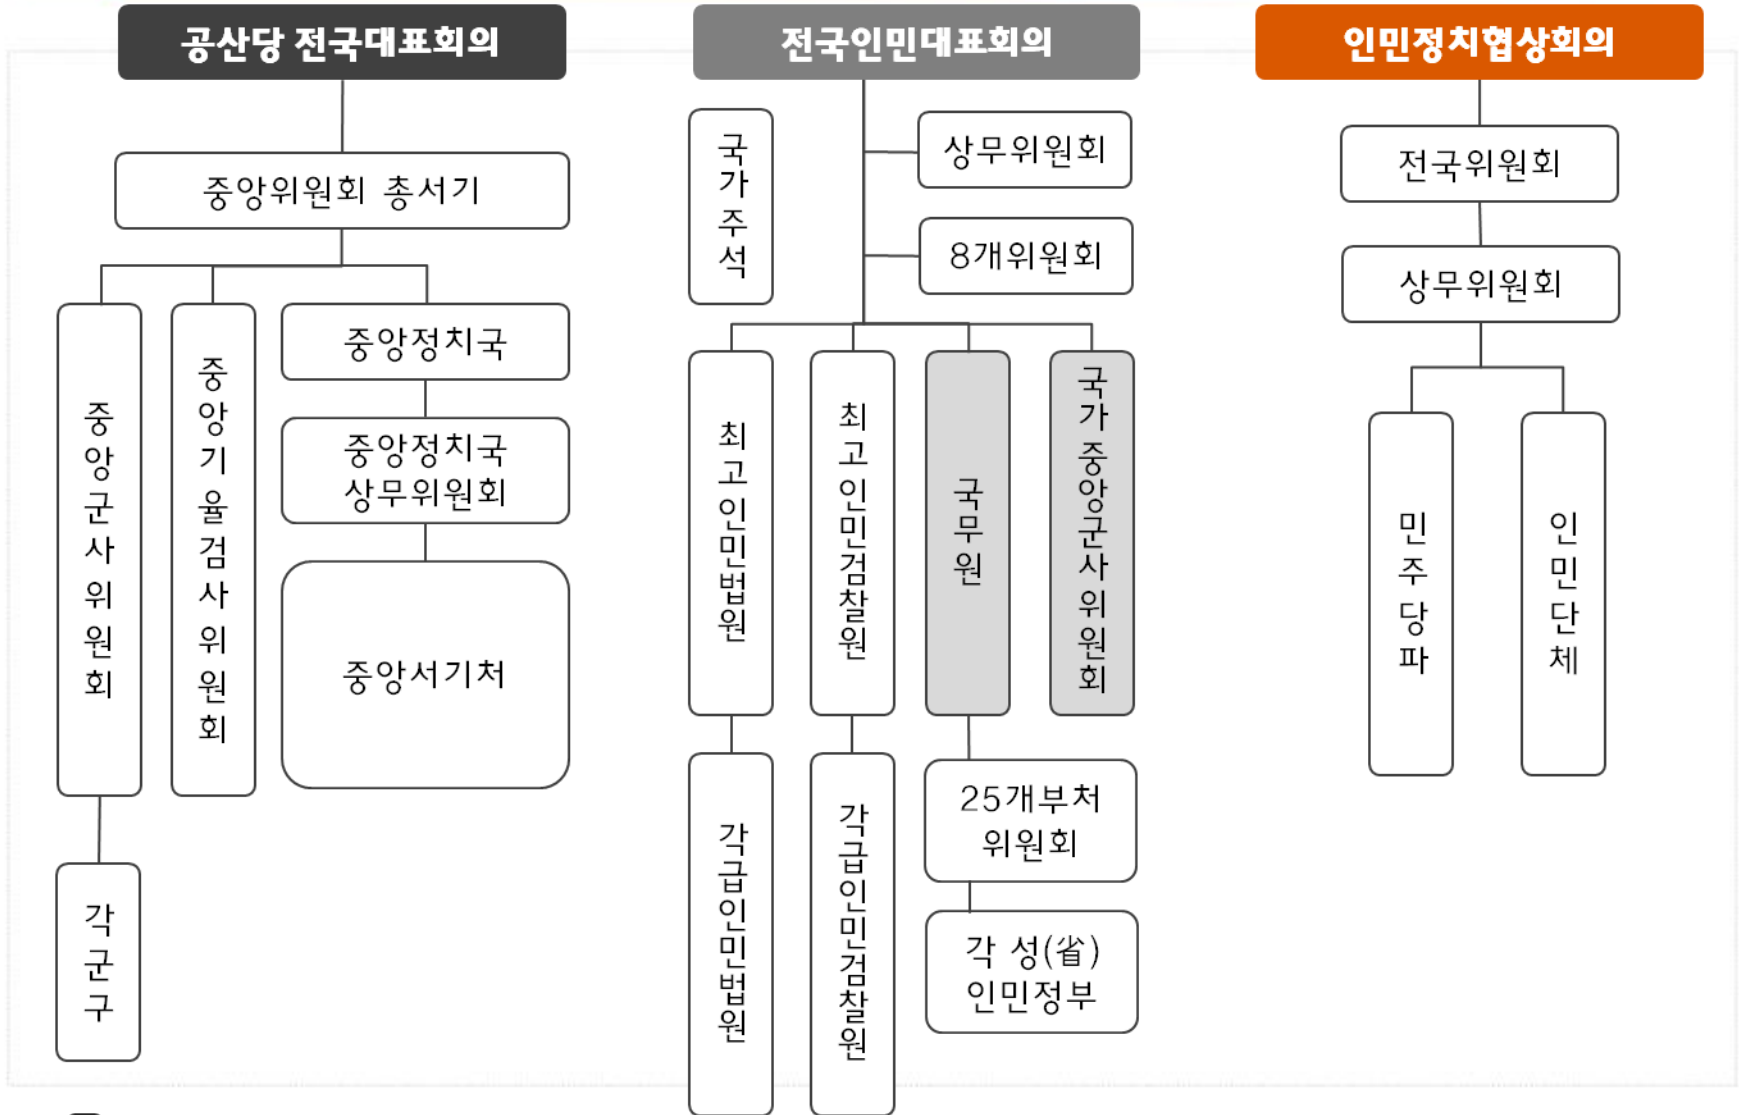 공산당 전국대표회의
중앙위원회 총서기
중앙군사위원회
각군구
중앙기율검사위원회
중앙정치국
중앙정치국
상무위원회
중앙서기처
전국인민대표회의
국가주석
상무위원회
8개위원회
최고인민법원
각급인민법원
최고인민검찰원
각급인민검찰원
국무원
25개부처
위원회
각 성(省)
인민정부
국가중앙군사위원회
인민정치협상회의
전국위원회
상무위원회
민주당파
인민단체